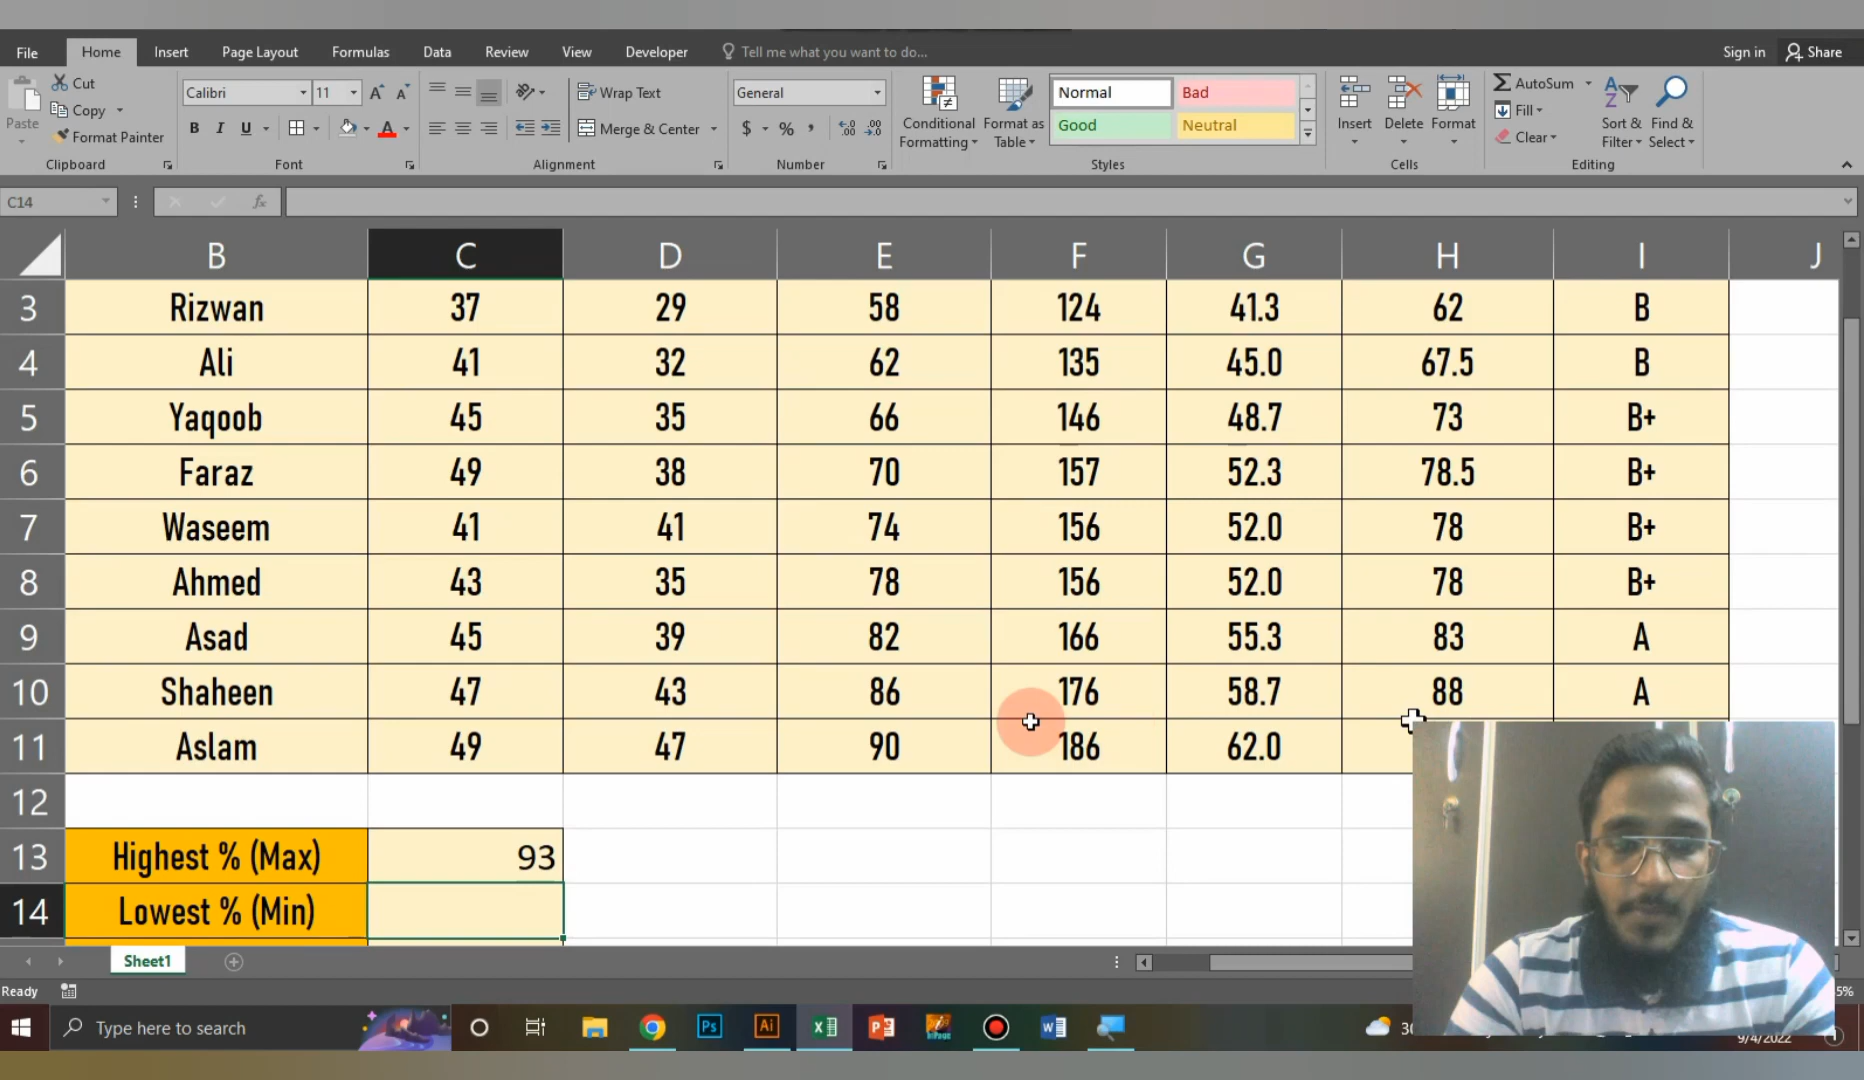 File Home Insert Page Layout Formulas Data Review View Developer Tell me what you want to do... Sign in Share
Paste Cut Calibri 11 Wrap Text General Conditional Formatting Format as Table Normal Bad Insert Delete Format AutoSum Sort & Filter Find & Select
Copy B I U Merge & Center $ % , Good Neutral Fill
Format Painter Clear
Clipboard Font Alignment Number Styles Cells Editing
C14 fx
B C D E F G H I J
3 Rizwan 37 29 58 124 41.3 62 B
4 Ali 41 32 62 135 45.0 67.5 B
5 Yaqoob 45 35 66 146 48.7 73 B+
6 Faraz 49 38 70 157 52.3 78.5 B+
7 Waseem 41 41 74 156 52.0 78 B+
8 Ahmed 43 35 78 156 52.0 78 B+
9 Asad 45 39 82 166 55.3 83 A
10 Shaheen 47 43 86 176 58.7 88 A
11 Aslam 49 47 90 186 62.0
12
13 Highest % (Max) 93
14 Lowest % (Min)
Sheet1
Ready 5%
Type here to search Ps Ai
9/4/2022